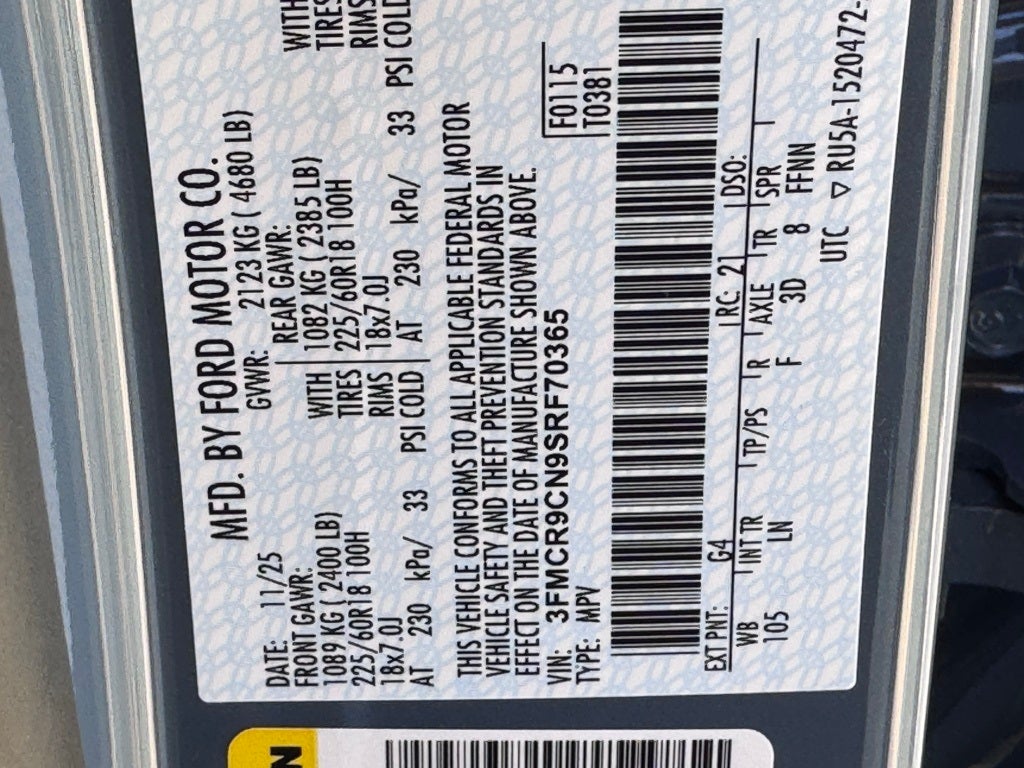 MFD. BY FORD MOTOR CO.
DATE: 11/25
GVWR: 2123 KG ( 4680 LB)
FRONT GAWR:
REAR GAWR:
1089 KG ( 2400 LB)
WITH
1082 KG ( 2385 LB)
WITH
225/60R18 100H
TIRES
225/60R18 100H
TIRES
18x7.0J
RIMS
18x7.0J
RIMS
AT 230 kPa/ 33 PSI COLD
AT 230 kPa/ 33 PSI COLD
THIS VEHICLE CONFORMS TO ALL APPLICABLE FEDERAL MOTOR
VEHICLE SAFETY AND THEFT PREVENTION STANDARDS IN
EFFECT ON THE DATE OF MANUFACTURE SHOWN ABOVE.
VIN: 3FMCR9CN9SRF70365
TYPE: MPV
F0115
T0381
EXT PNT: G4 RC: 21 DSO:
WB INT TR TP/PS R AXLE TR SPR
105 LN F 3D 8 FFNN
UTC ▽ RU5A-1520472-
N